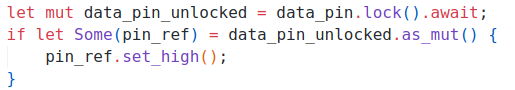 let mut data_pin_unlocked = data_pin.lock().await;
if let Some(pin_ref) = data_pin_unlocked.as_mut() {
    pin_ref.set_high();
}